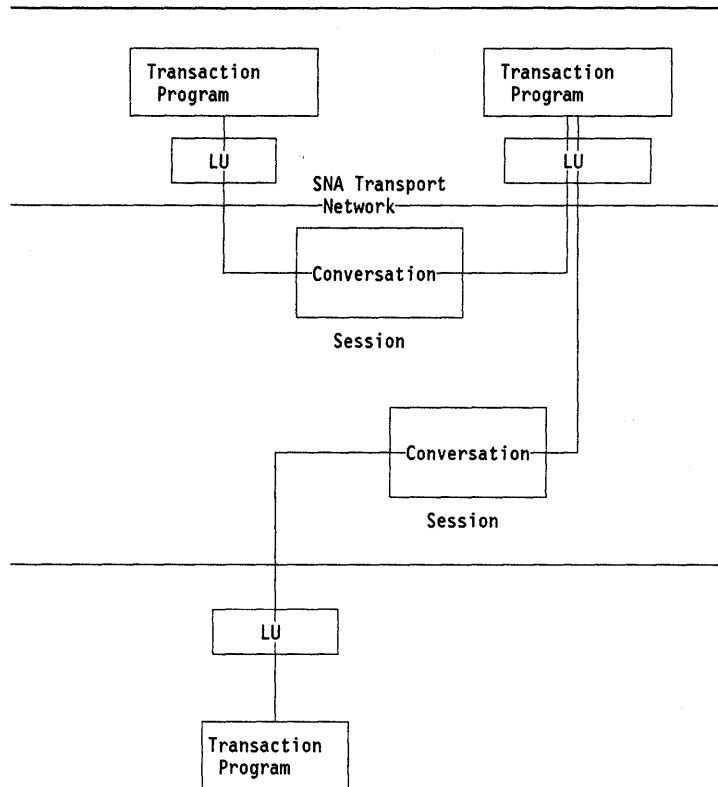 Transaction
Program
Transaction
Program
LU
LU
SNA Transport
Network
Conversation
Session
Conversation
Session
LU
Transaction
Program